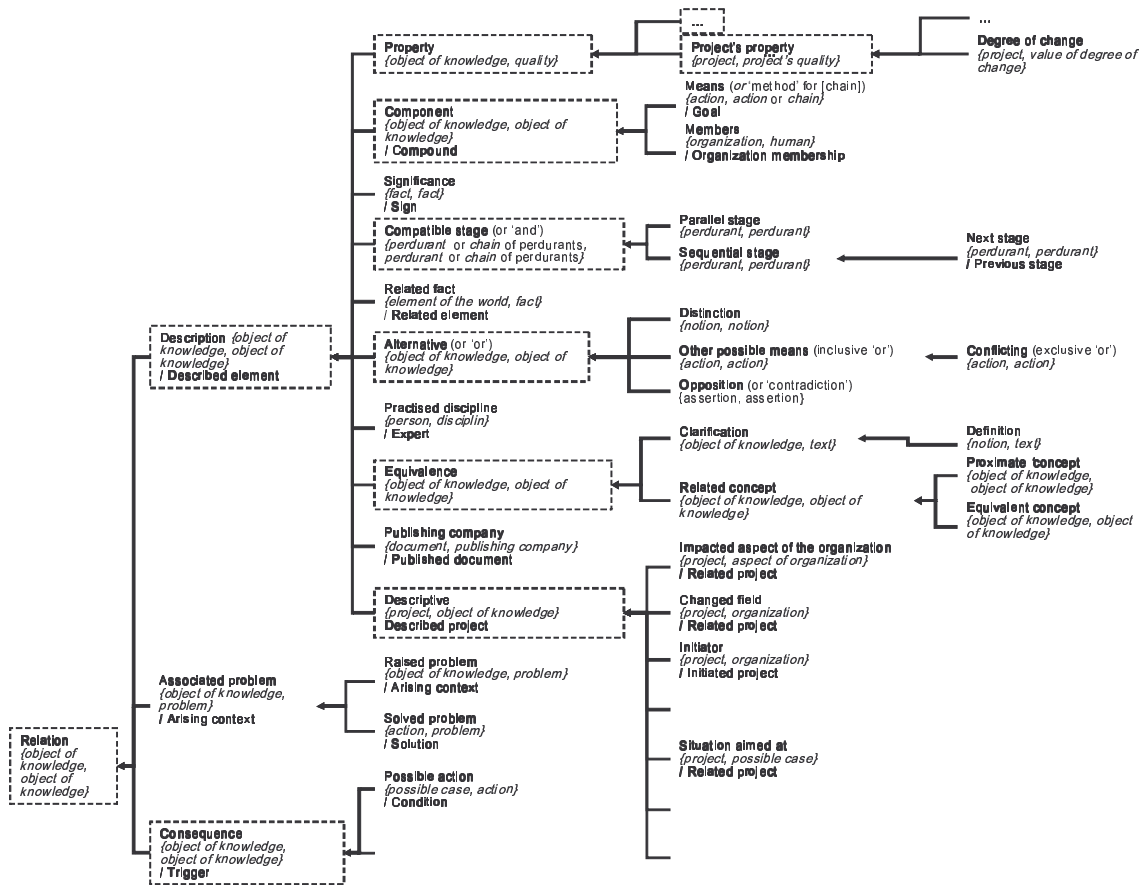 ...
Property
{object of knowledge, quality}
...
Project's property
{project, project's quality}
...
Degree of change
{project, value of degree of
change}
Component
{object of knowledge, object of
knowledge}
/ Compound
Means (or 'method' for [chain])
{action, action or chain}
/ Goal
Members
{organization, human}
/ Organization membership
Significance
{fact, fact}
/ Sign
Compatible stage (or 'and')
{perdurant or chain of perdurants,
perdurant or chain of perdurants}
Parallel stage
{perdurant, perdurant}
Sequential stage
{perdurant, perdurant}
Next stage
{perdurant, perdurant}
/ Previous stage
Related fact
{element of the world, fact}
/ Related element
Description {object of
knowledge, object of
knowledge}
/ Described element
Alternative (or 'or')
{object of knowledge, object of
knowledge}
Distinction
{notion, notion}
Other possible means (inclusive 'or')
{action, action}
Conflicting (exclusive 'or')
{action, action}
Opposition (or 'contradiction')
{assertion, assertion}
Practised discipline
{person, disciplin}
/ Expert
Equivalence
{object of knowledge, object of
knowledge}
Clarification
{object of knowledge, text}
Definition
{notion, text}
Related concept
{object of knowledge, object of
knowledge}
Proximate concept
{object of knowledge,
object of knowledge}
Equivalent concept
{object of knowledge, object
of knowledge}
Publishing company
{document, publishing company}
/ Published document
Descriptive
{project, object of knowledge}
Described project
Impacted aspect of the organization
{project, aspect of organization}
/ Related project
Changed field
{project, organization}
/ Related project
Initiator
{project, organization}
/ Initiated project
Situation aimed at
{project, possible case}
/ Related project
Associated problem
{object of knowledge,
problem}
/ Arising context
Raised problem
{object of knowledge, problem}
/ Arising context
Solved problem
{action, problem}
/ Solution
Relation
{object of
knowledge,
object of
knowledge}
Consequence
{object of knowledge,
object of knowledge}
/ Trigger
Possible action
{possible case, action}
/ Condition